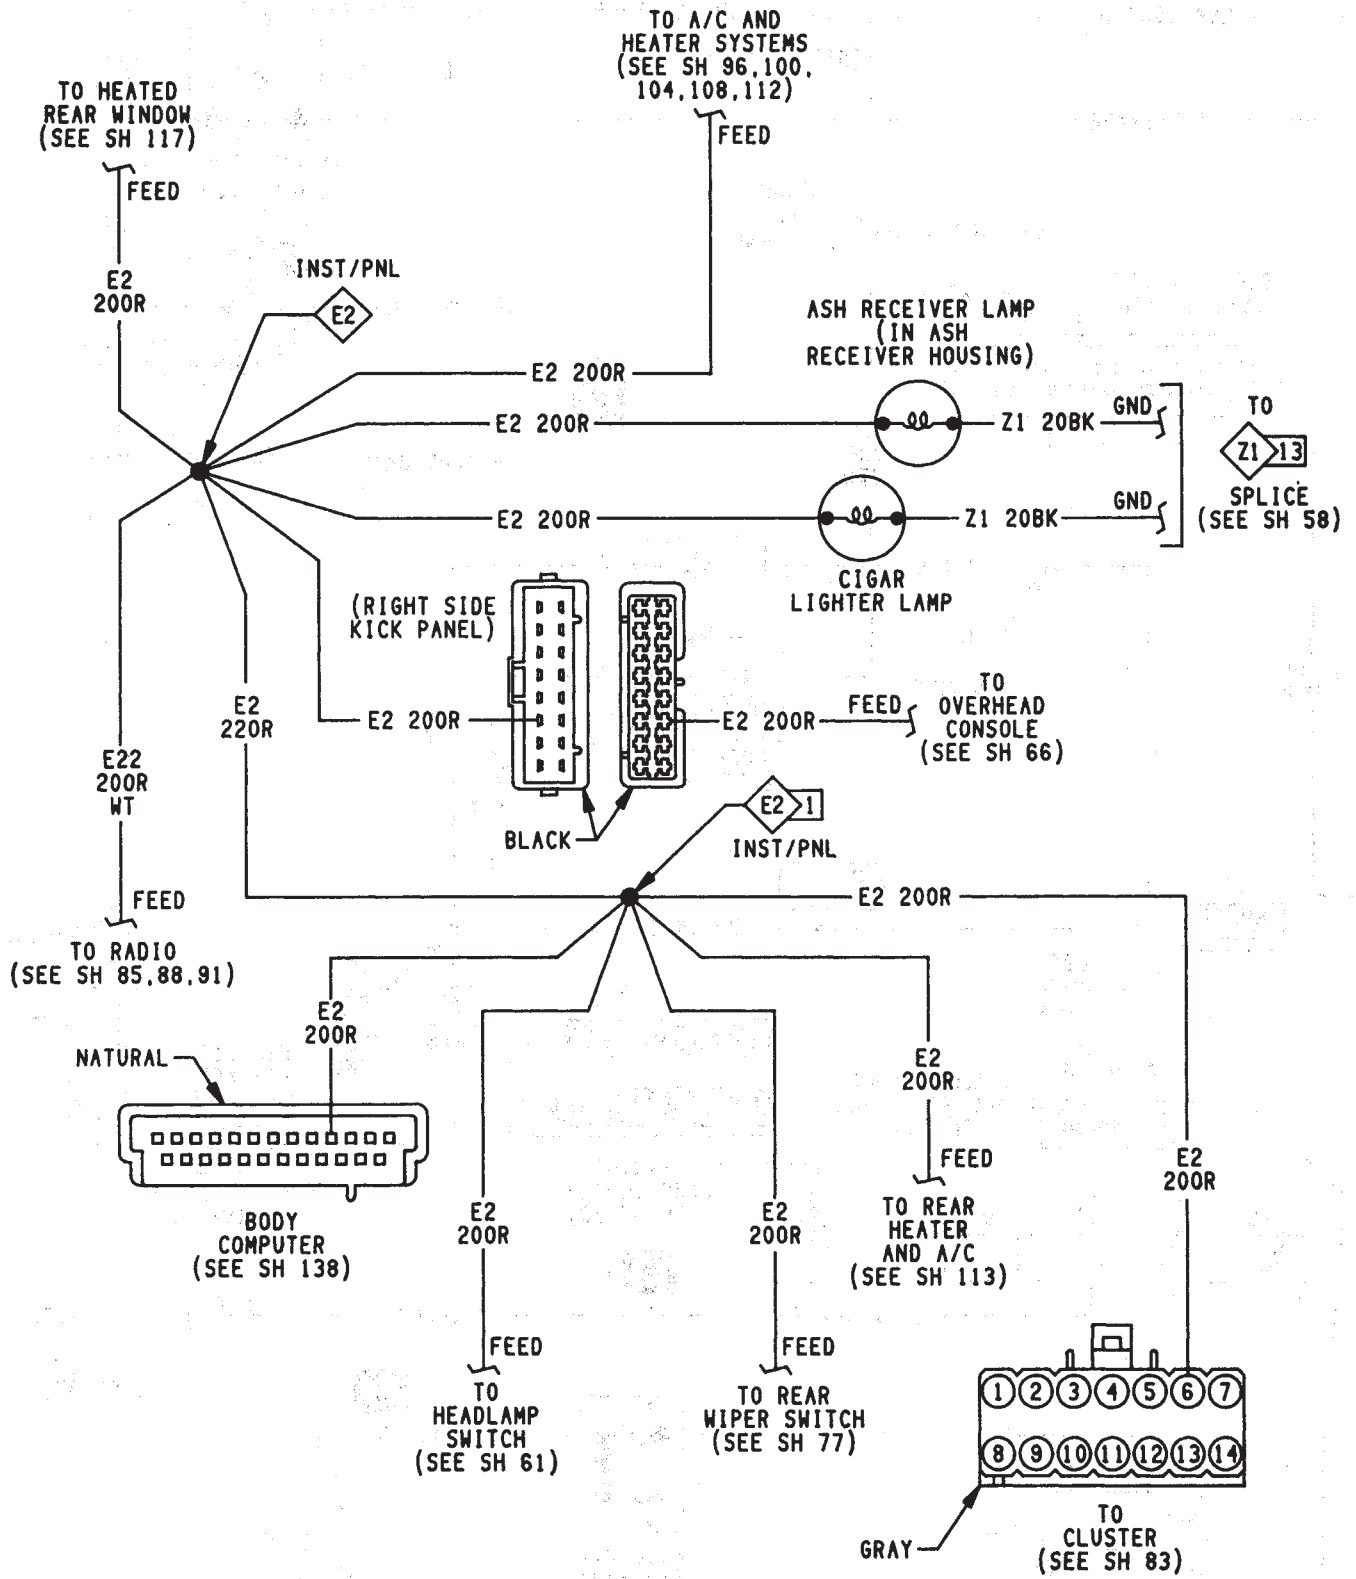 TO A/C AND
HEATER SYSTEMS
(SEE SH 96,100,
104,108,112)
FEED
TO HEATED
REAR WINDOW
(SEE SH 117)
FEED
E2
200R
INST/PNL
E2
ASH RECEIVER LAMP
(IN ASH
RECEIVER HOUSING)
E2 200R
E2 200R
Z1 20BK
GND
TO
Z1 13
SPLICE
(SEE SH 58)
E2 200R
Z1 20BK
GND
CIGAR
LIGHTER LAMP
(RIGHT SIDE
KICK PANEL)
E2
220R
E2 200R
E2 200R
FEED
TO
OVERHEAD
CONSOLE
(SEE SH 66)
E22
200R
WT
FEED
TO RADIO
(SEE SH 85,88,91)
BLACK
E2 1
INST/PNL
E2 200R
E2
200R
NATURAL
BODY
COMPUTER
(SEE SH 138)
E2
200R
FEED
TO
HEADLAMP
SWITCH
(SEE SH 61)
E2
200R
FEED
TO REAR
WIPER SWITCH
(SEE SH 77)
E2
200R
FEED
TO REAR
HEATER
AND A/C
(SEE SH 113)
E2
200R
1 2 3 4 5 6 7
8 9 10 11 12 13 14
GRAY
TO
CLUSTER
(SEE SH 83)